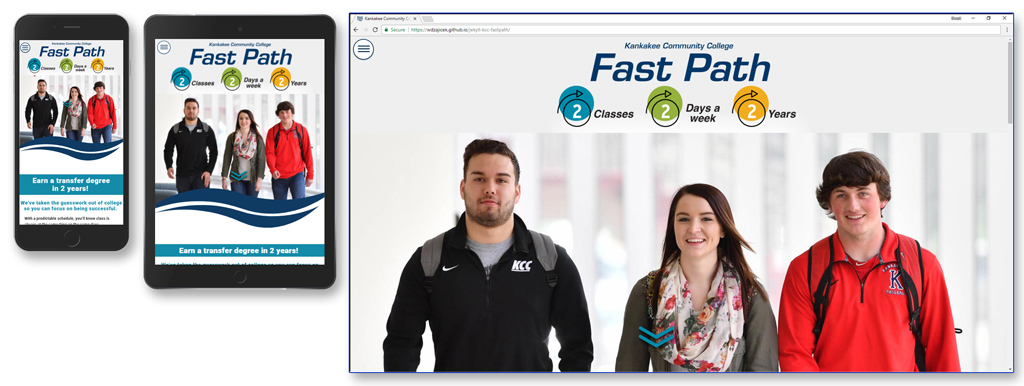 Kankakee Community College
Fast Path
2 Classes
2 Days a week
2 Years
Earn a transfer degree
in 2 years!
We've taken the guesswork out of college
so you can focus on being successful.
With a predictable schedule, you'll know class is
Kankakee Community College
Fast Path
2 Classes
2 Days a week
2 Years
KCC
Earn a transfer degree in 2 years!
Kankakee Community C
Secure
https://wdzajicek.github.io/jekyll-kcc-fastpath/
Kankakee Community College
Fast Path
2 Classes
2 Days a week
2 Years
KCC
K